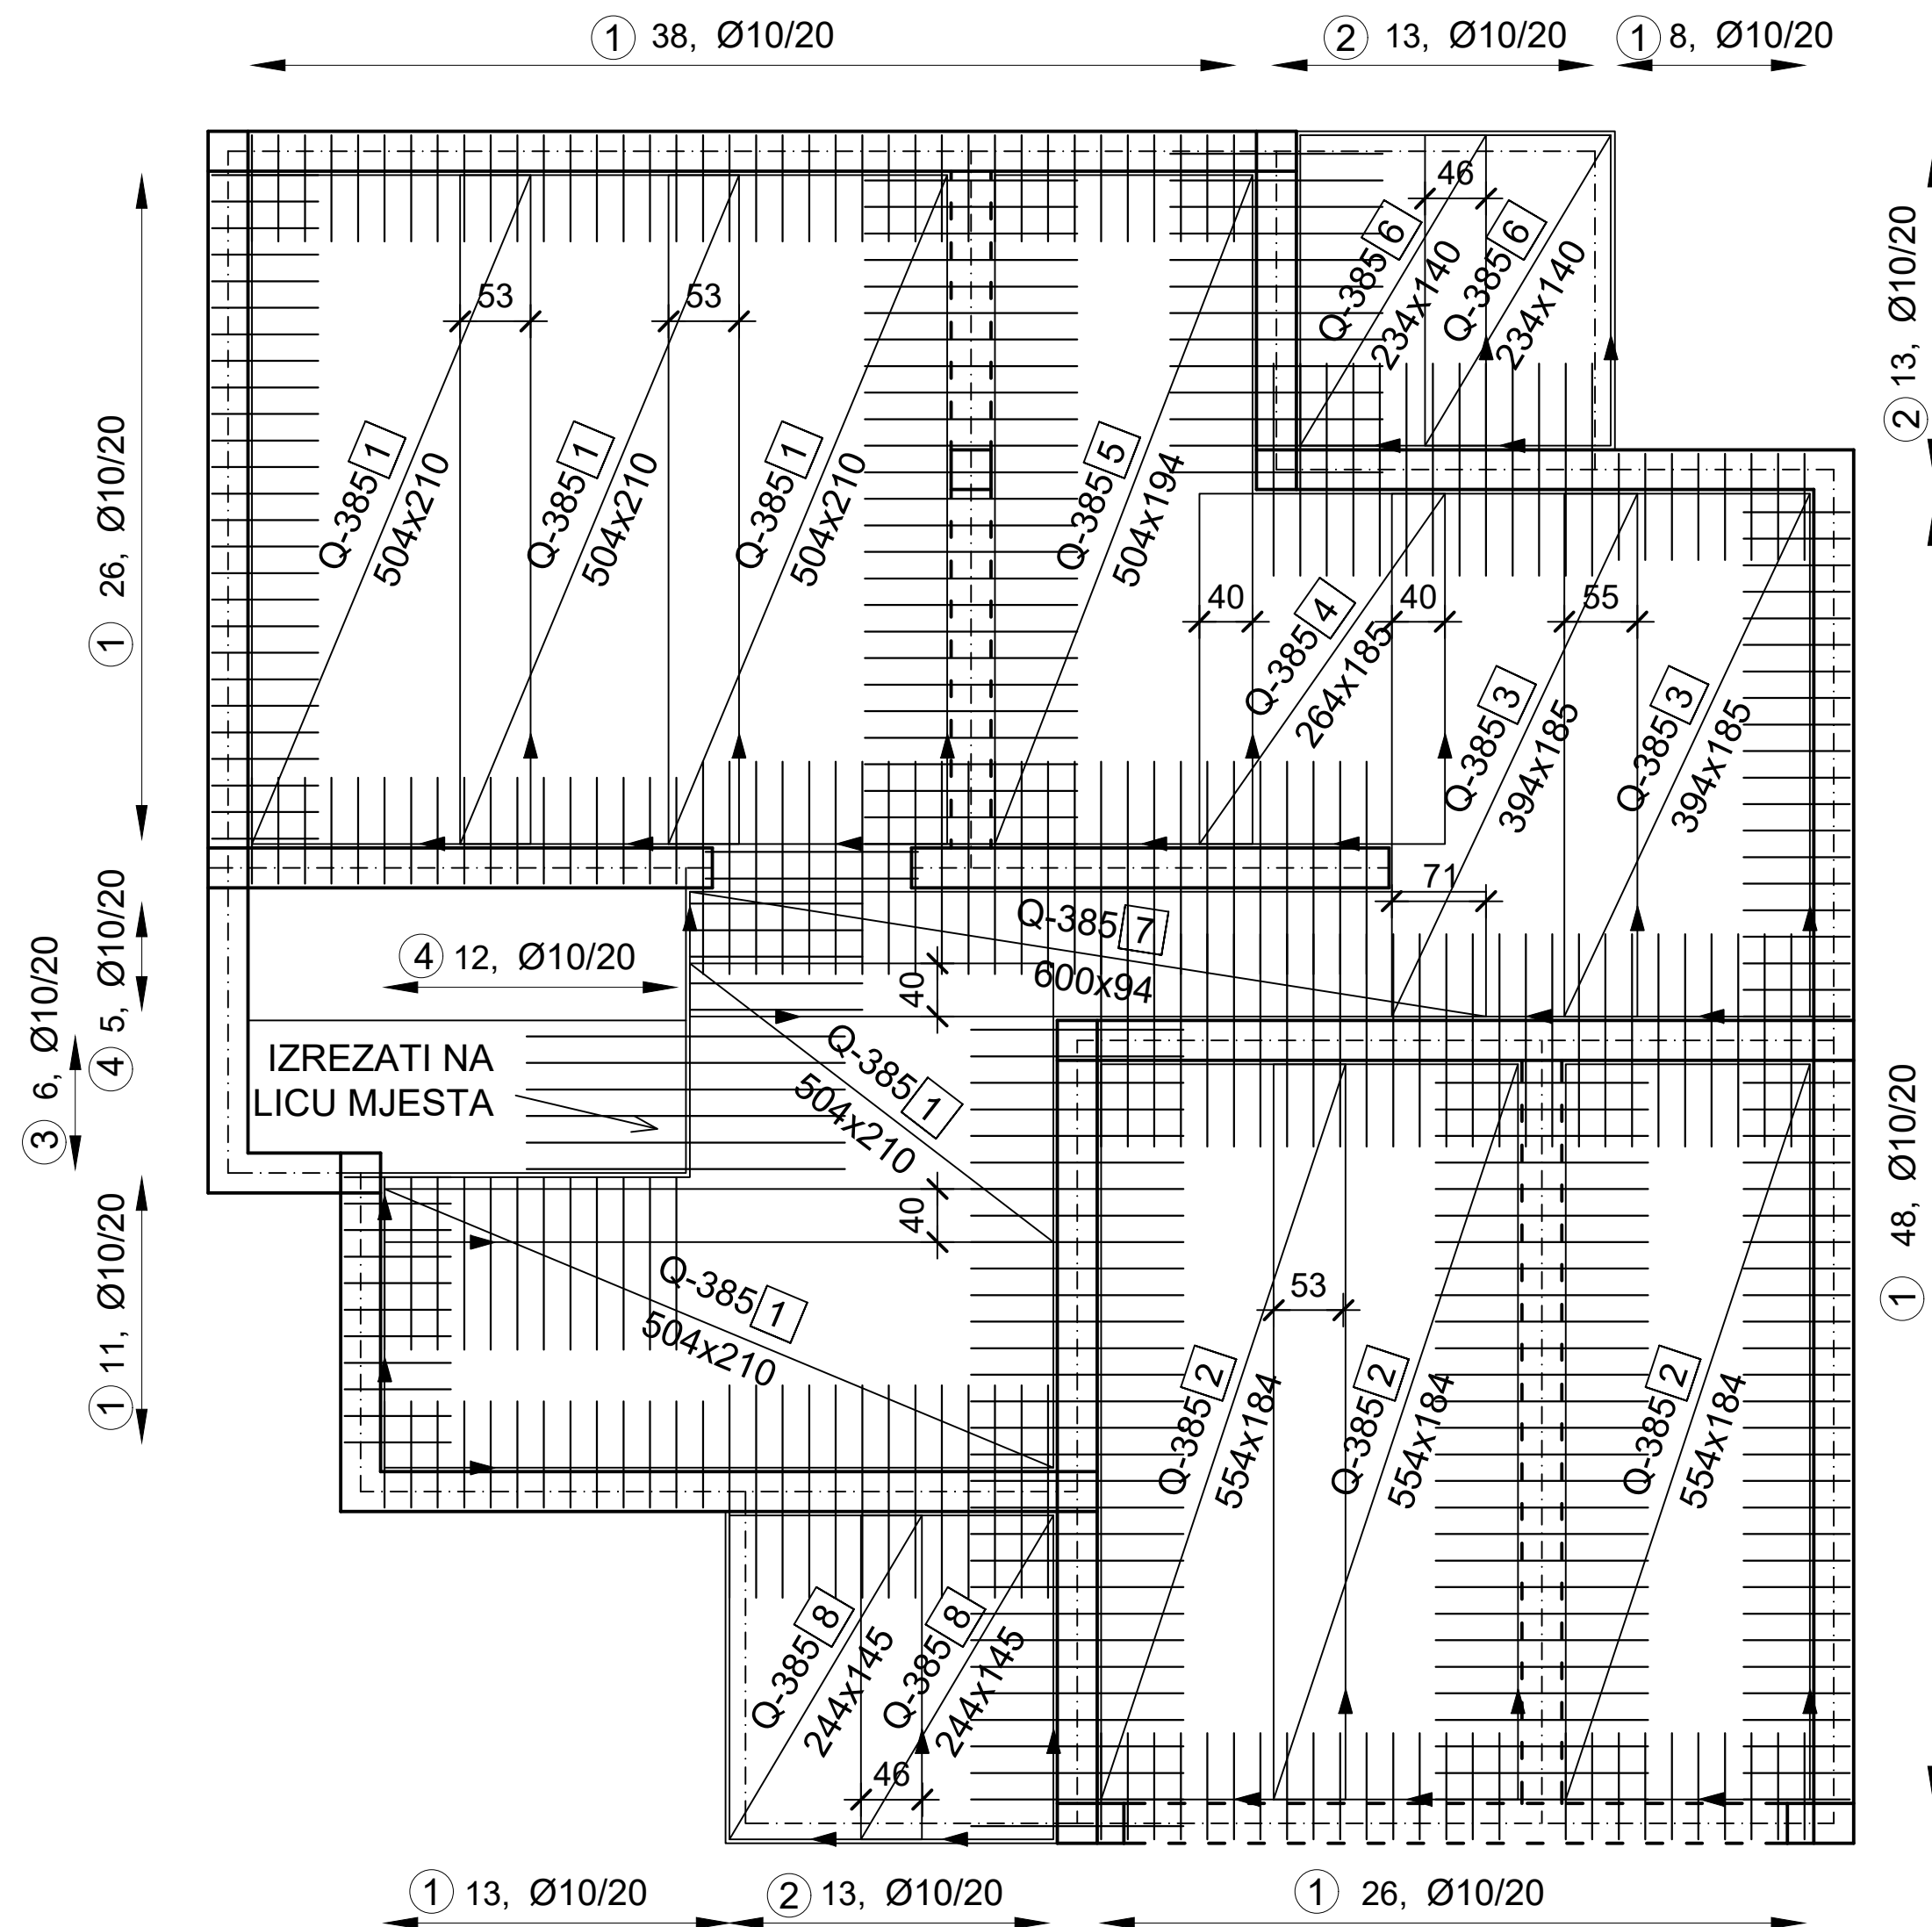 1 38, Ø10/20
2 13, Ø10/20
1 8, Ø10/20
46
Q-385 6
234x140
Q-385 6
234x140
2 13, Ø10/20
53
53
1 26, Ø10/20
Q-385 1
504x210
Q-385 1
504x210
Q-385 1
504x210
Q-385 5
504x194
40
40
55
Q-385 4
264x185
Q-385 3
394x185
Q-385 3
394x185
71
4 5, Ø10/20
3 6, Ø10/20
4 12, Ø10/20
Q-385 7
600x94
40
IZREZATI NA
LICU MJESTA
Q-385 1
504x210
40
1 48, Ø10/20
1 11, Ø10/20
Q-385 1
504x210
53
Q-385 2
554x184
Q-385 2
554x184
Q-385 2
554x184
Q-385 8
244x145
Q-385 8
244x145
46
1 13, Ø10/20
2 13, Ø10/20
1 26, Ø10/20